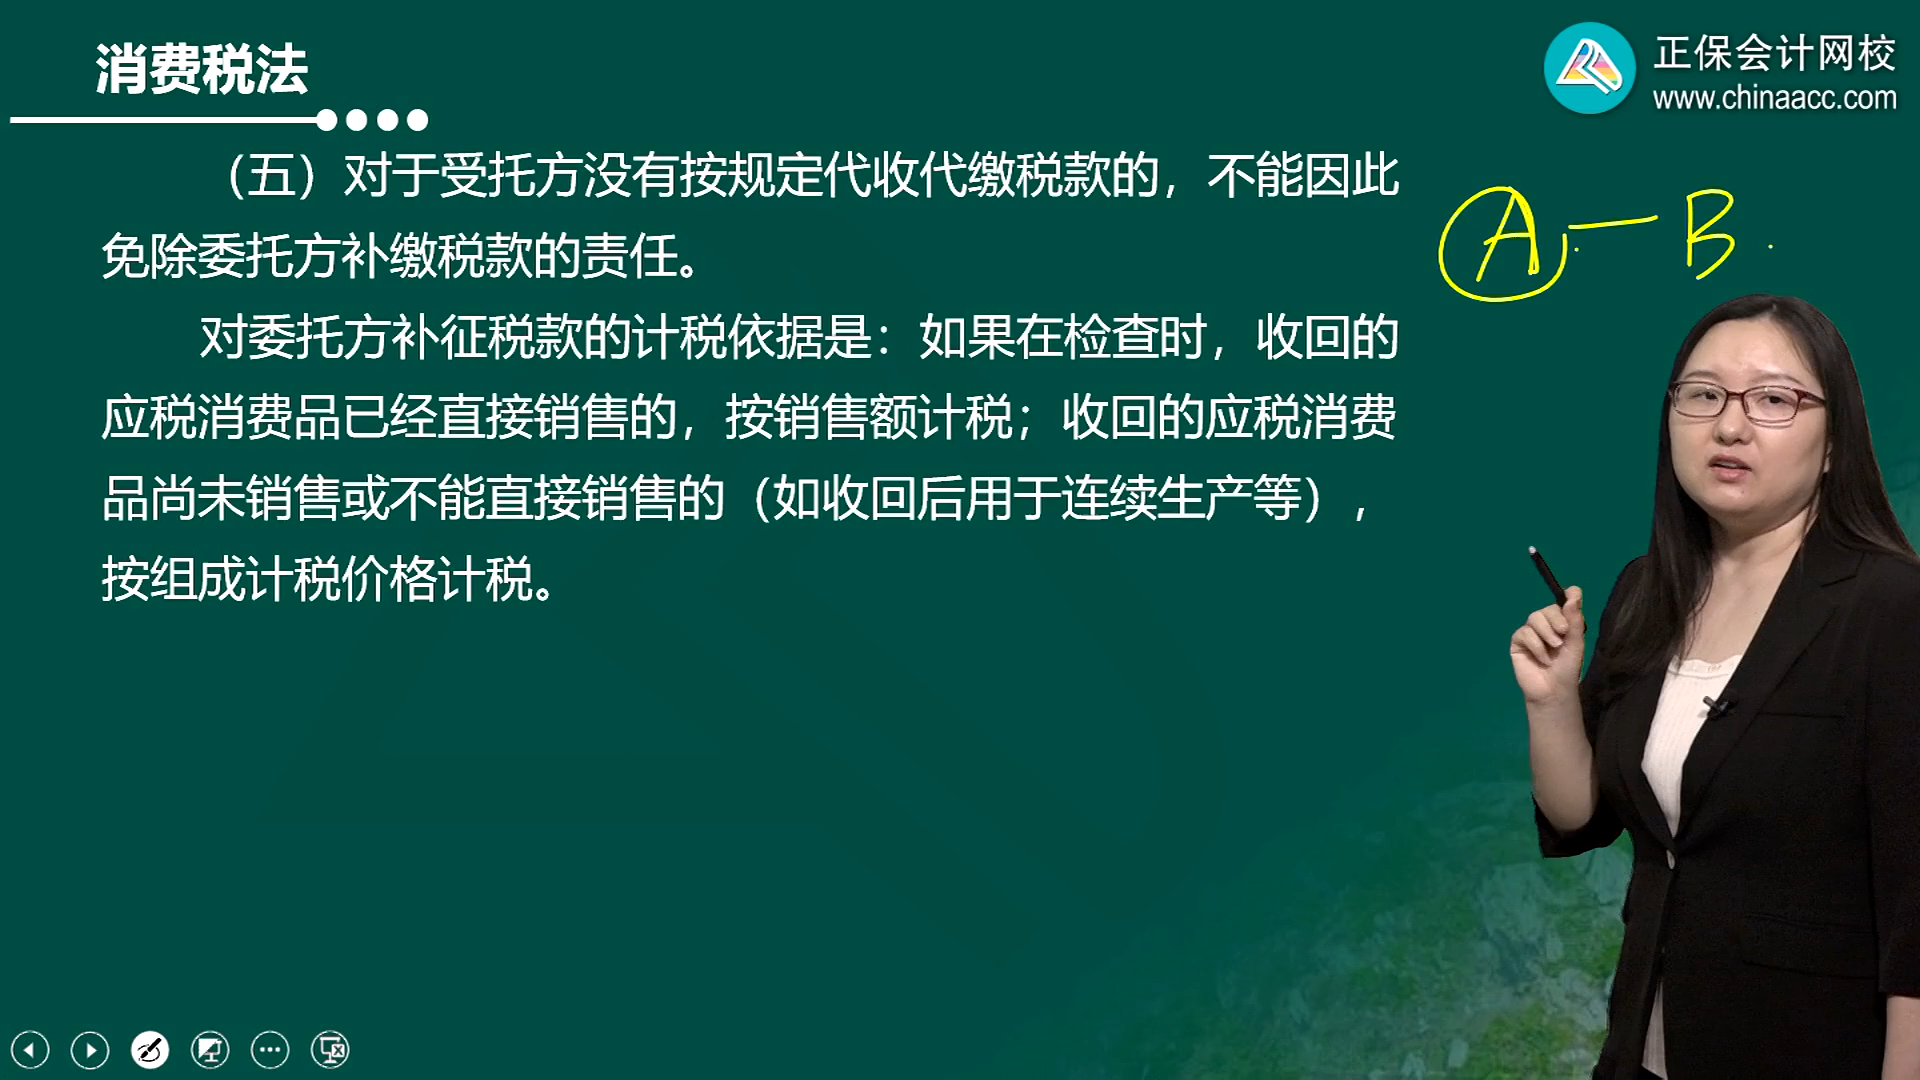 消费税法
正保会计网校
www.chinaacc.com
（五）对于受托方没有按规定代收代缴税款的，不能因此
免除委托方补缴税款的责任。
A — B
对委托方补征税款的计税依据是：如果在检查时，收回的
应税消费品已经直接销售的，按销售额计税；收回的应税消费
品尚未销售或不能直接销售的（如收回后用于连续生产等），
按组成计税价格计税。